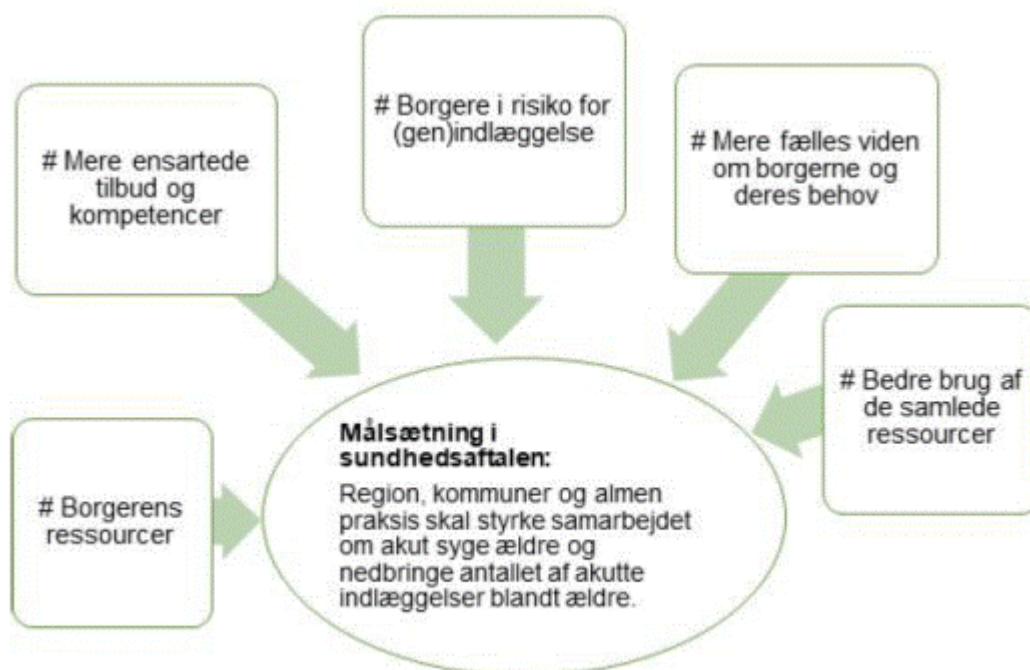 # Borgerens
ressourcer
# Mere ensartede
tilbud og
kompetencer
# Borgere i risiko for
(gen)indlæggelse
# Mere fælles viden
om borgerne og
deres behov
# Bedre brug af
de samlede
ressourcer
Målsætning i
sundhedsaftalen:
Region, kommuner og almen
praksis skal styrke samarbejdet
om akut syge ældre og
nedbringe antallet af akutte
indlæggelser blandt ældre.